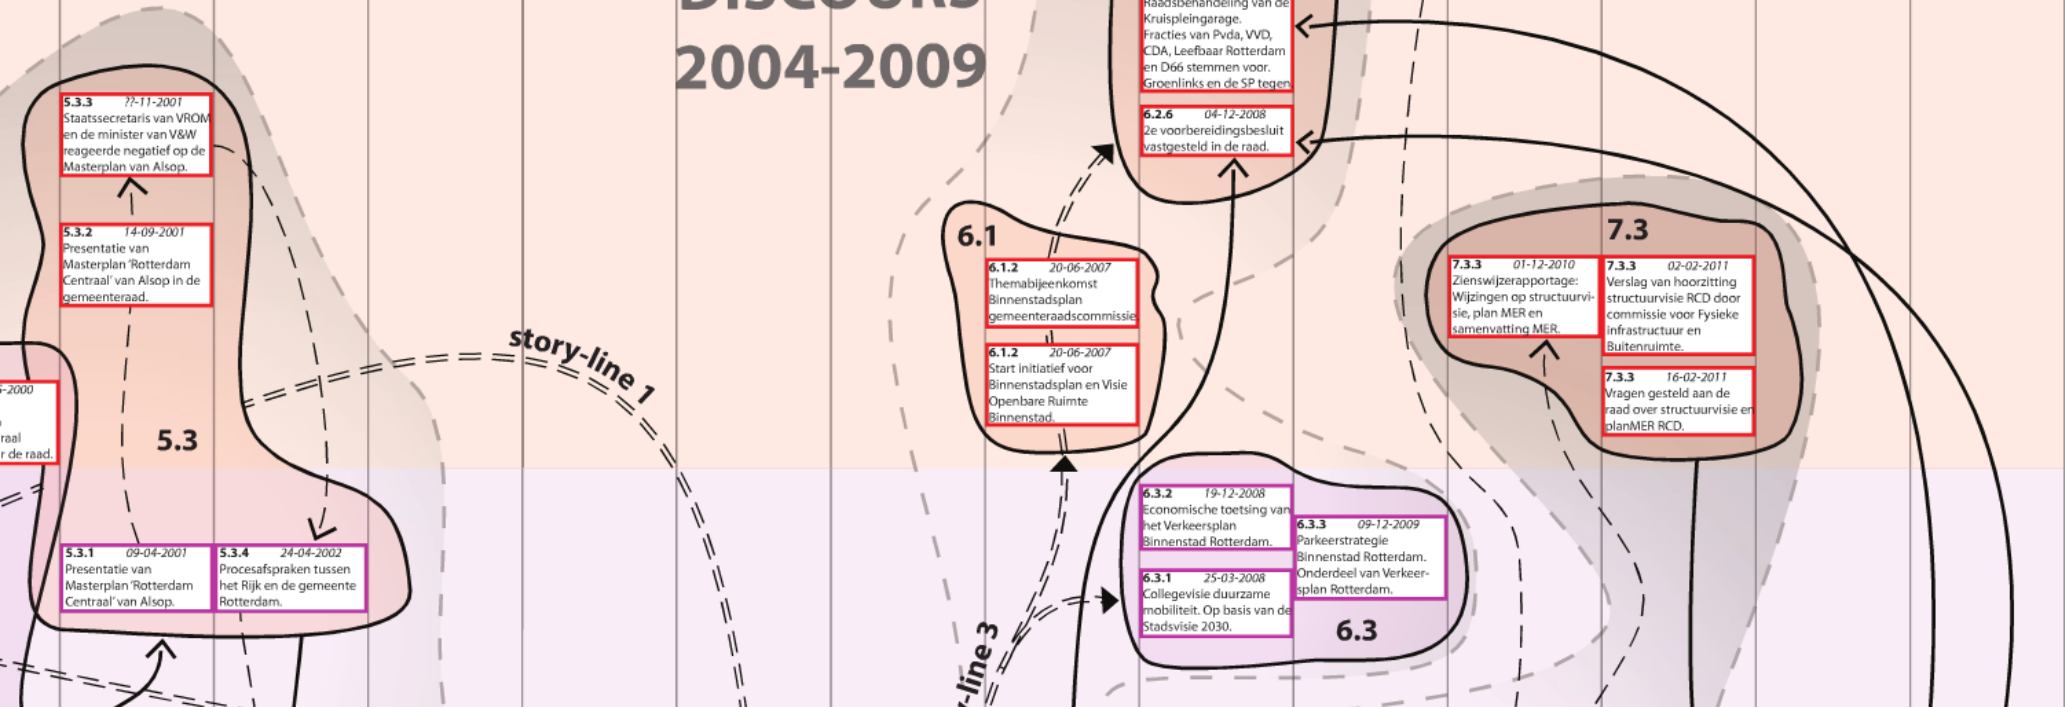 DISCOURS
2004-2009
5.3.3 ??-11-2001
Staatssecretaris van VROM
en de minister van V&W
reageerde negatief op de
Masterplan van Alsop.
5.3.2 14-09-2001
Presentatie van
Masterplan ‘Rotterdam
Centraal’ van Alsop in de
gemeenteraad.
-2000
raal
r de raad.
5.3
5.3.1 09-04-2001
Presentatie van
Masterplan ‘Rotterdam
Centraal’ van Alsop.
5.3.4 24-04-2002
Procesafspraken tussen
het Rijk en de gemeente
Rotterdam.
story-line 1
Raadsbehandeling van de
Kruispleingarage.
Fracties van Pvda, VVD,
CDA, Leefbaar Rotterdam
en D66 stemmen voor.
Groenlinks en de SP tegen
6.2.6 04-12-2008
2e voorbereidingsbesluit
vastgesteld in de raad.
6.1
6.1.2 20-06-2007
Themabijeenkomst
Binnenstadsplan
gemeenteraadscommissie
6.1.2 20-06-2007
Start initiatief voor
Binnenstadsplan en Visie
Openbare Ruimte
Binnenstad.
y-line 3
6.3.2 19-12-2008
Economische toetsing van
het Verkeersplan
Binnenstad Rotterdam.
6.3.1 25-03-2008
Collegevisie duurzame
mobiliteit. Op basis van de
Stadsvisie 2030.
6.3.3 09-12-2009
Parkeerstrategie
Binnenstad Rotterdam.
Onderdeel van Verkeer-
splan Rotterdam.
6.3
7.3
7.3.3 01-12-2010
Zienswijzerapportage:
Wijzingen op structuurvi-
sie, plan MER en
samenvatting MER.
7.3.3 02-02-2011
Verslag van hoorzitting
structuurvisie RCD door
commissie voor Fysieke
infrastructuur en
Buitenruimte.
7.3.3 16-02-2011
Vragen gesteld aan de
raad over structuurvisie en
planMER RCD.